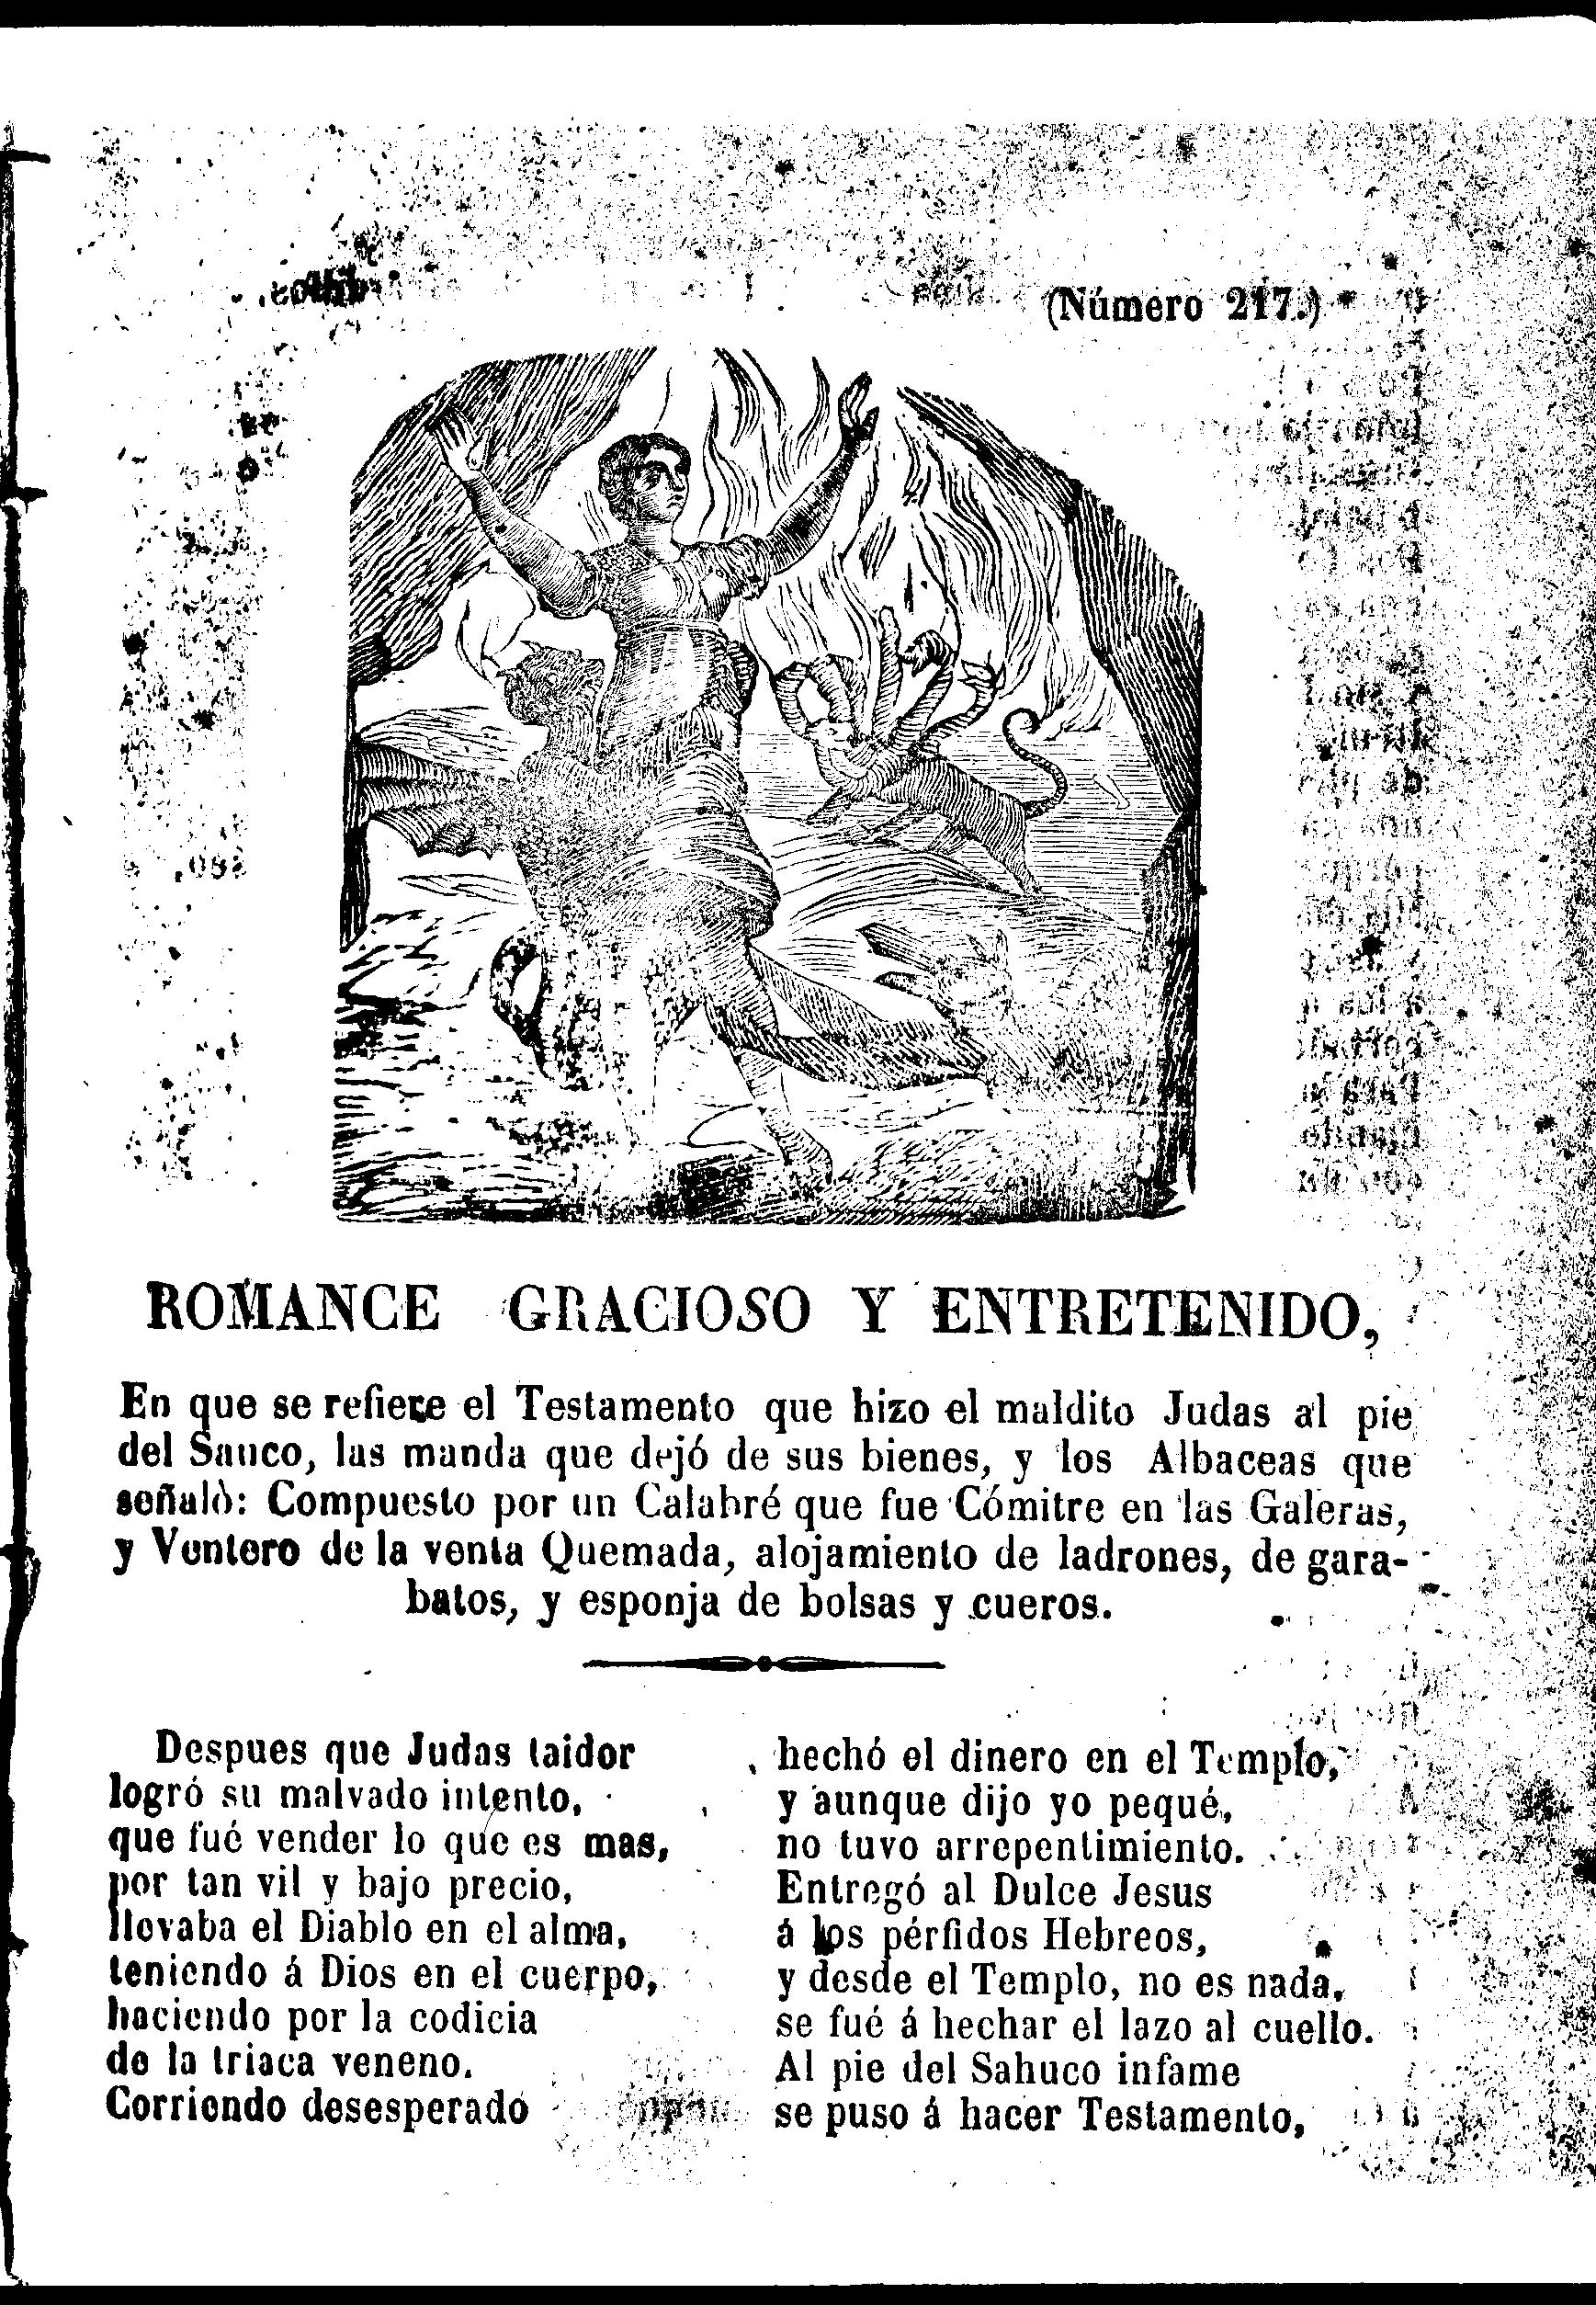 (Número 217.)
ROMANCE GRACIOSO Y ENTRETENIDO,
En que se refiere el Testamento que hizo el maldito Judas al pie
del Sauco, las manda que dejó de sus bienes, y los Albaceas que
señalò: Compuesto por un Calabré que fue Cómitre en las Galeras,
y Ventero de la venta Quemada, alojamiento de ladrones, de gara-
batos, y esponja de bolsas y cueros.
Despues que Judas taidor
logró su malvado intento,
que fué vender lo que es mas,
por tan vil y bajo precio,
llevaba el Diablo en el alma,
teniendo á Dios en el cuerpo,
haciendo por la codicia
de la triaca veneno.
Corriendo desesperado
hechó el dinero en el Templo,
y aunque dijo yo pequé,
no tuvo arrepentimiento.
Entregó al Dulce Jesus
á los pérfidos Hebreos,
y desde el Templo, no es nada,
se fué á hechar el lazo al cuello.
Al pie del Sahuco infame
se puso á hacer Testamento,